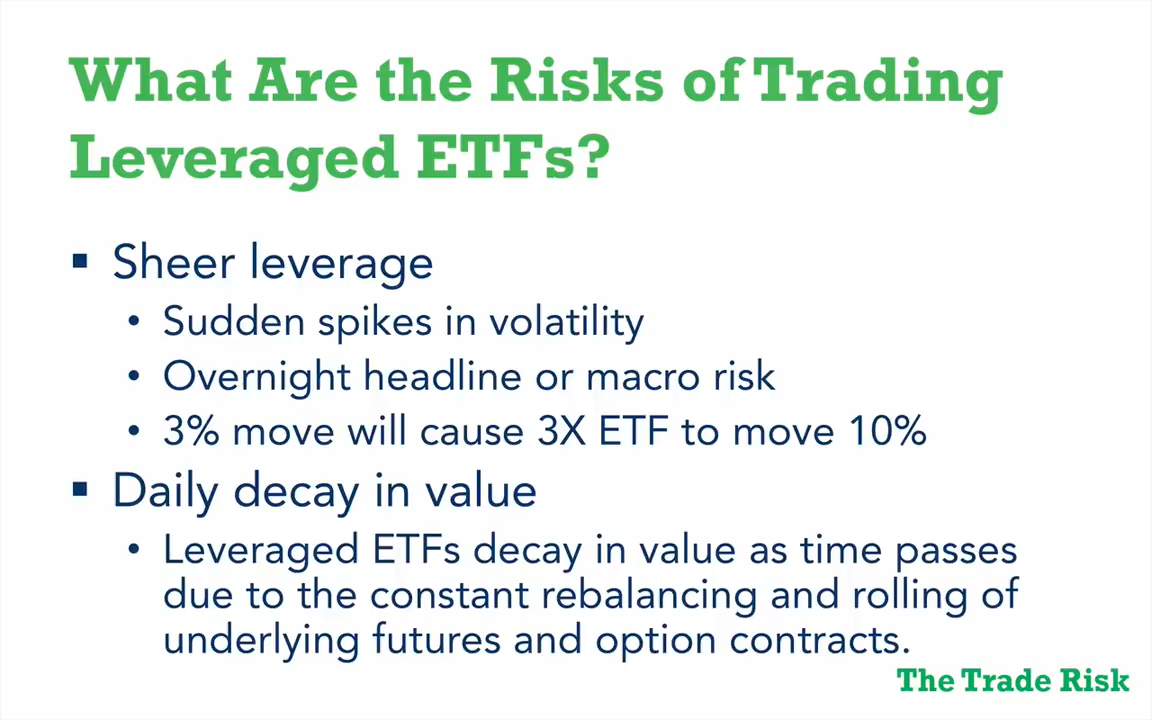 What Are the Risks of Trading
Leveraged ETFs?
▪ Sheer leverage
• Sudden spikes in volatility
• Overnight headline or macro risk
• 3% move will cause 3X ETF to move 10%
▪ Daily decay in value
• Leveraged ETFs decay in value as time passes
due to the constant rebalancing and rolling of
underlying futures and option contracts.
The Trade Risk